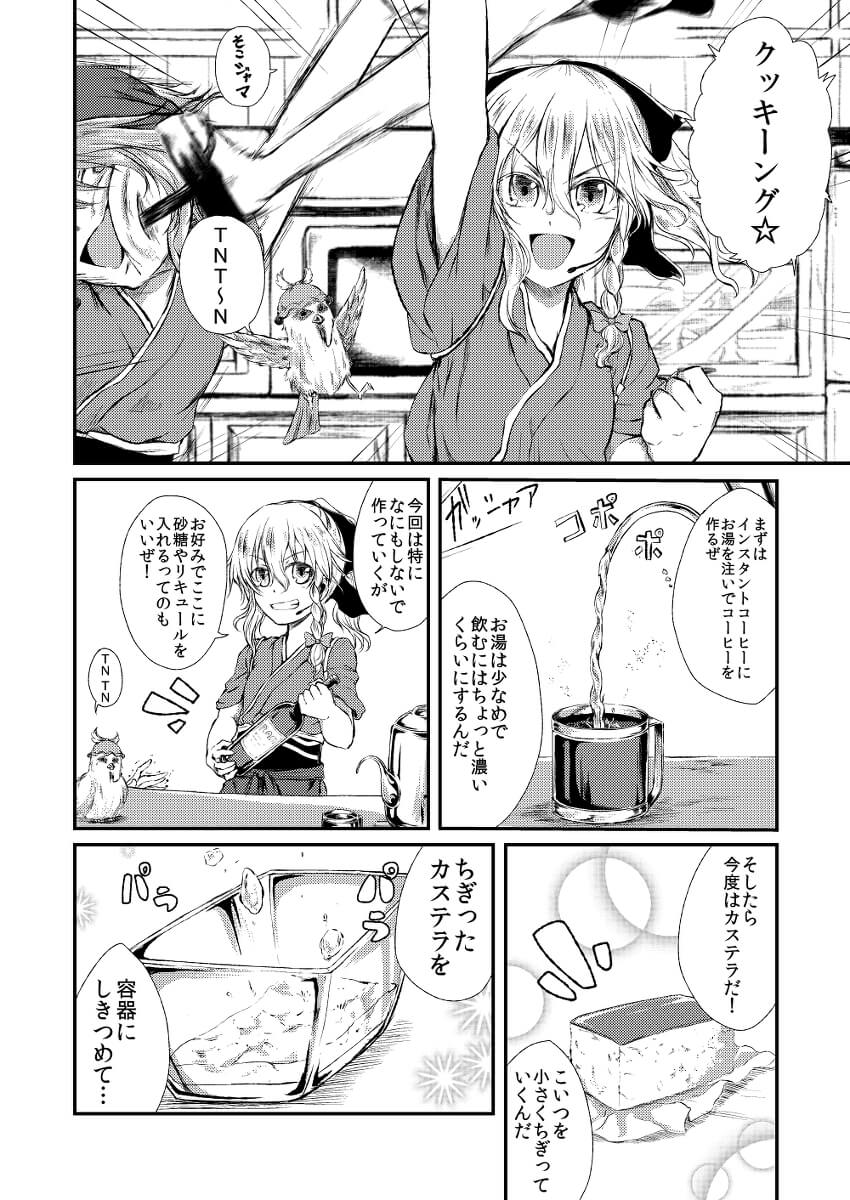 クッキーング☆
そこジャマ
TNT～N
まずは
インスタントコーヒーに
お湯を注いでコーヒーを
作るぜ
コポポポ
ガッシャァァ
お湯は少なめで
飲むにはちょっと濃い
くらいにするんだ
今回は特に
なにもしないで
作っていくが
お好みでここに
砂糖やリキュールを
入れるってのも
いいぜ！
TNTN
そしたら
今度はカステラだ！
こいつを
小さくちぎって
いくんだ
ちぎった
カステラを
パラ
パラ
容器に
しきつめて…